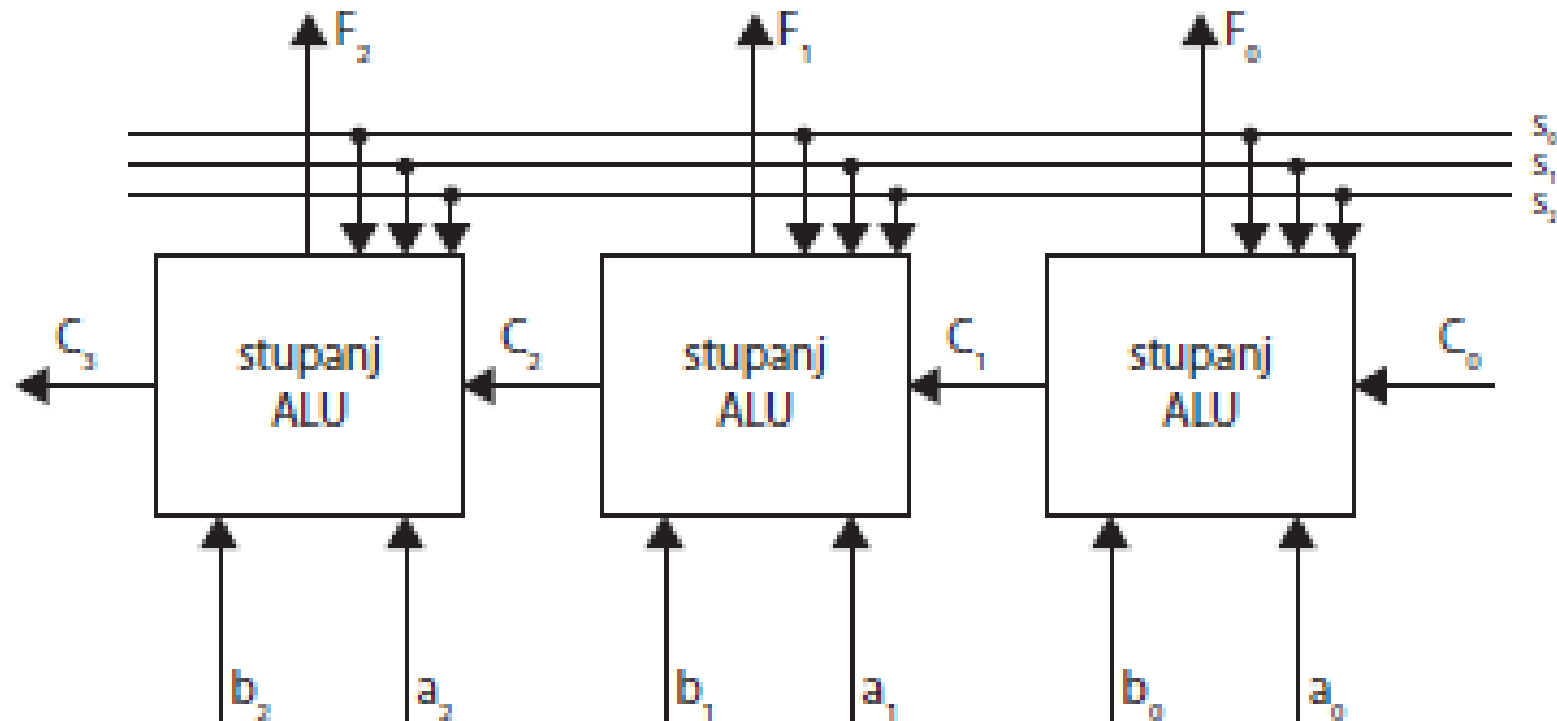 F₂ F₁ F₀
s₀
s₁
s₂
C₃ stupanj ALU C₂ stupanj ALU C₁ stupanj ALU C₀
b₂ a₂ b₁ a₁ b₀ a₀